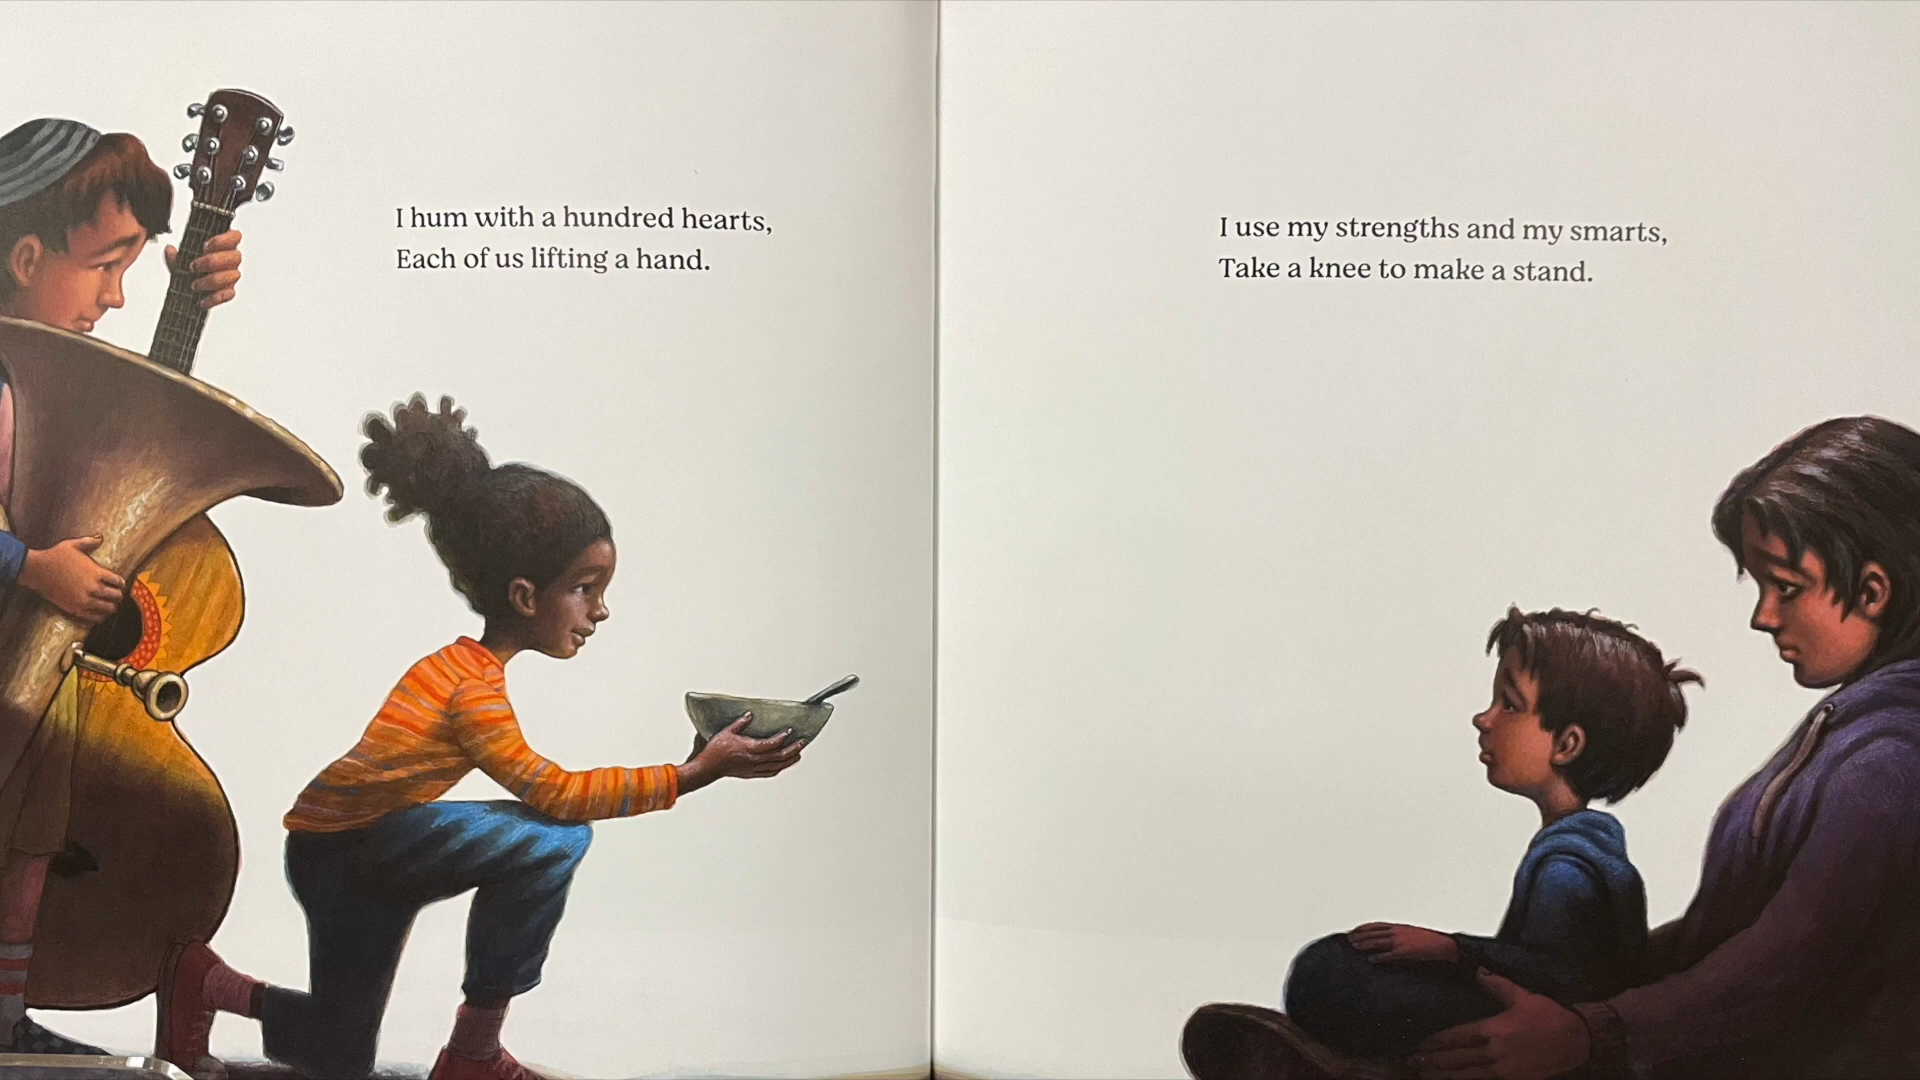 I hum with a hundred hearts,
Each of us lifting a hand.
I use my strengths and my smarts,
Take a knee to make a stand.